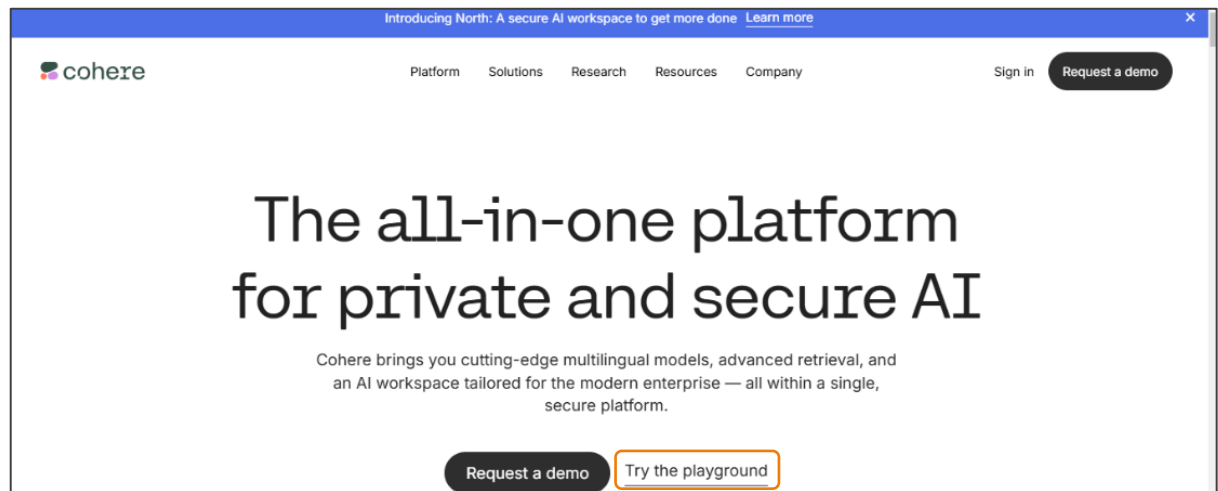 Introducing North: A secure AI workspace to get more done Learn more ×
cohere Platform Solutions Research Resources Company Sign in Request a demo
The all-in-one platform
for private and secure AI
Cohere brings you cutting-edge multilingual models, advanced retrieval, and
an AI workspace tailored for the modern enterprise — all within a single,
secure platform.
Request a demo Try the playground